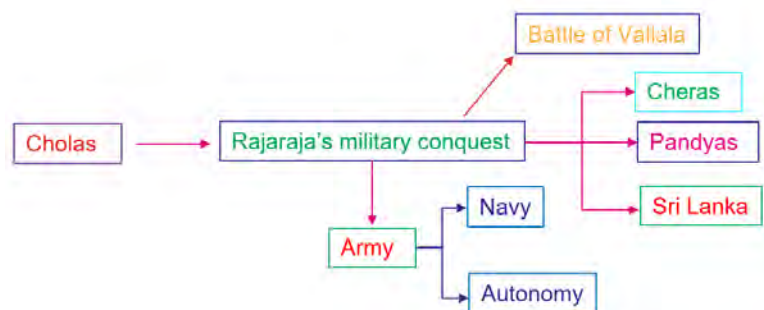 Battle of Vallala
Cheras
Cholas
Rajaraja's military conquest
Pandyas
Navy
Sri Lanka
Army
Autonomy